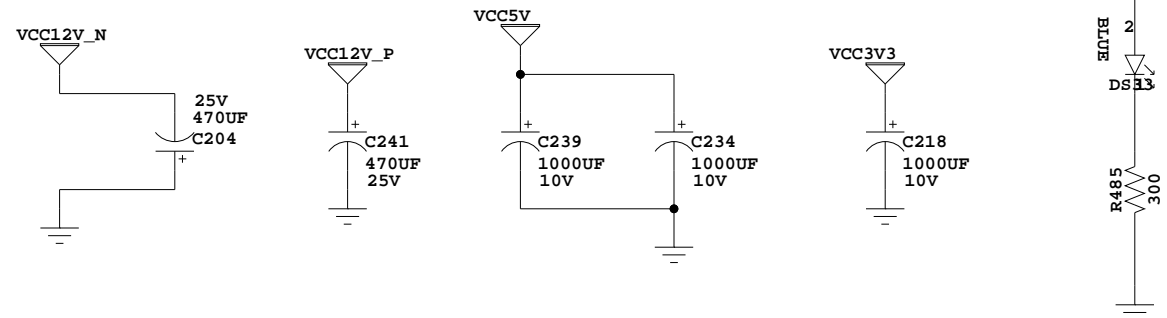 VCC12V_N
25V
470UF
C204
+
VCC12V_P
+
C241
470UF
25V
VCC5V
+
C239
1000UF
10V
+
C234
1000UF
10V
VCC3V3
+
C218
1000UF
10V
BLUE
2
R485
300